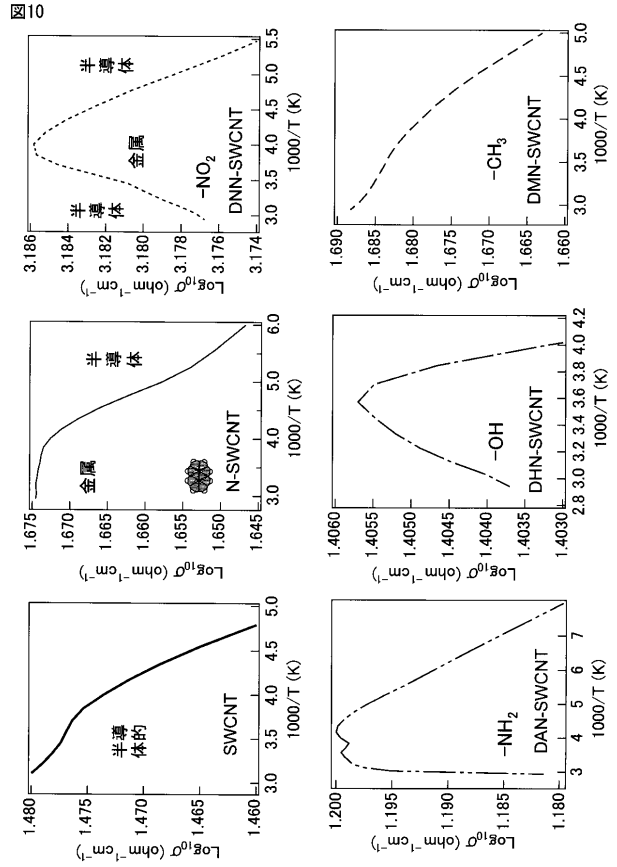 図10
1.480
1.475
1.470
1.465
1.460
Log₁₀σ (ohm⁻¹cm⁻¹)
半導
体的
SWCNT
3.0
3.5
4.0
4.5
5.0
1000/T (K)
1.675
1.670
1.665
1.660
1.655
1.650
1.645
Log₁₀σ (ohm⁻¹cm⁻¹)
金属
半導体
N-SWCNT
3.0
4.0
5.0
6.0
1000/T (K)
3.186
3.184
3.182
3.180
3.178
3.176
3.174
Log₁₀σ (ohm⁻¹cm⁻¹)
半導体
金属
半導体
−NO₂
DNN-SWCNT
3.0
3.5
4.0
4.5
5.0
5.5
1000/T (K)
1.200
1.195
1.190
1.185
1.180
Log₁₀σ (ohm⁻¹cm⁻¹)
−NH₂
DAN-SWCNT
3
4
5
6
7
1000/T (K)
1.4060
1.4055
1.4050
1.4045
1.4040
1.4035
1.4030
Log₁₀σ (ohm⁻¹cm⁻¹)
−OH
DHN-SWCNT
2.8
3.0
3.2
3.4
3.6
3.8
4.0
4.2
1000/T (K)
1.690
1.685
1.680
1.675
1.670
1.665
1.660
Log₁₀σ (ohm⁻¹cm⁻¹)
−CH₃
DMN-SWCNT
3.0
3.5
4.0
4.5
5.0
1000/T (K)